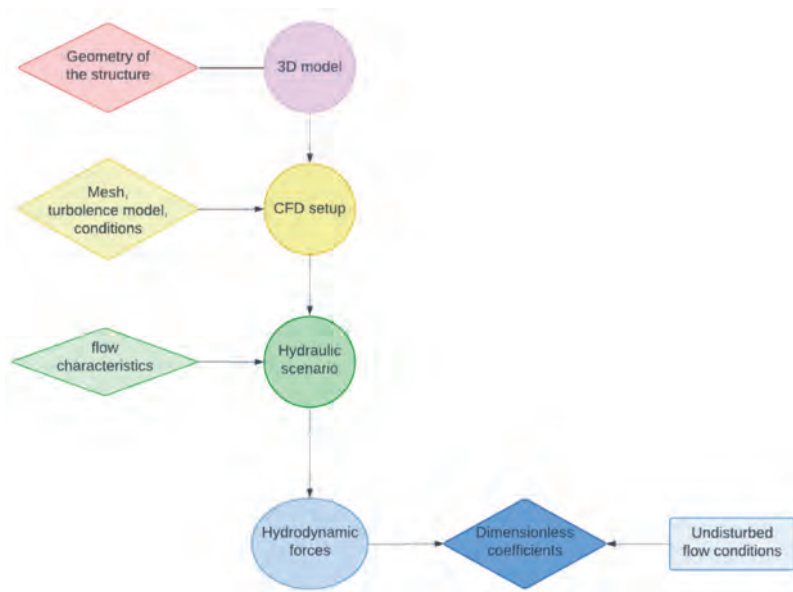 Geometry of
the structure
3D model
Mesh,
turbolence model,
conditions
CFD setup
flow
characteristics
Hydraulic
scenario
Hydrodynamic
forces
Dimensionless
coefficients
Undisturbed
flow conditions